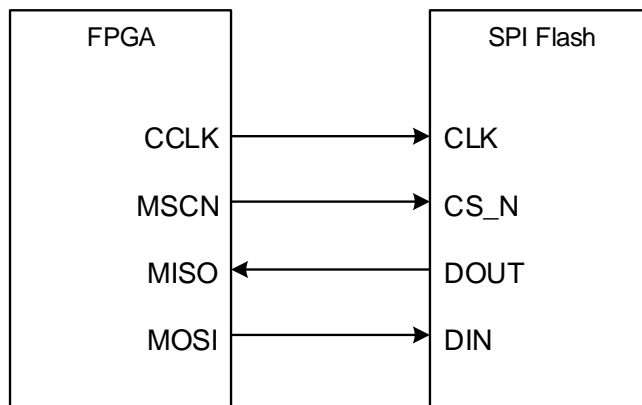 FPGA SPI Flash
CCLK CLK
MSCN CS_N
MISO DOUT
MOSI DIN